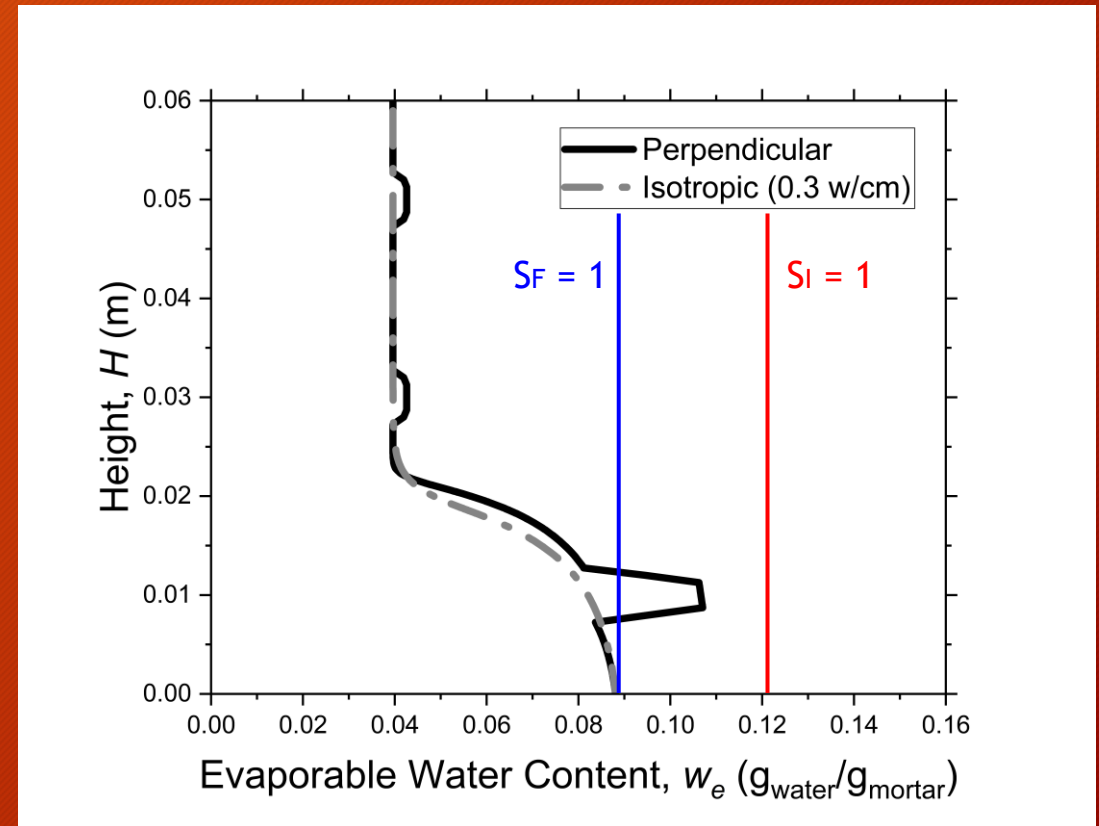 0.06
0.05
0.04
0.03
0.02
0.01
0.00
Height, H (m)
Perpendicular
Isotropic (0.3 w/cm)
SF = 1
SI = 1
0.00 0.02 0.04 0.06 0.08 0.10 0.12 0.14 0.16
Evaporable Water Content, we (gwater/gmortar)